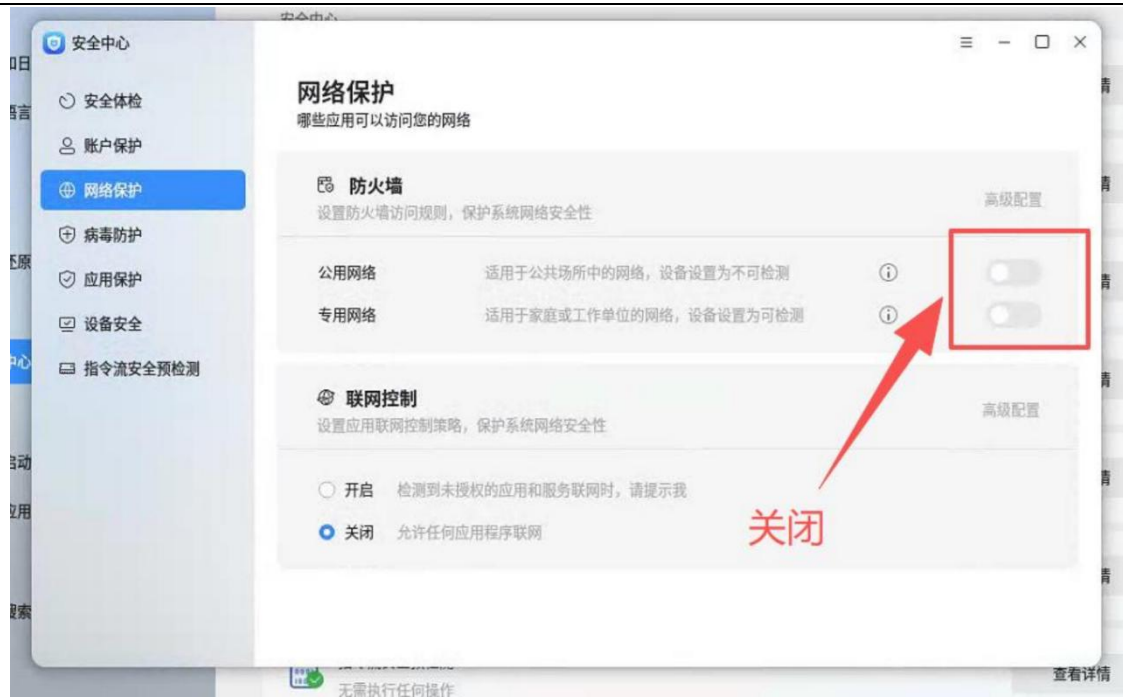 安全中心
安全中心
安全体检
账户保护
网络保护
病毒防护
应用保护
设备安全
指令流安全预检测
网络保护
哪些应用可以访问您的网络
防火墙
设置防火墙访问规则，保护系统网络安全性
高级配置
公用网络 适用于公共场所中的网络，设备设置为不可检测
专用网络 适用于家庭或工作单位的网络，设备设置为可检测
联网控制
设置应用联网控制策略，保护系统网络安全性
高级配置
开启 检测到未授权的应用和服务联网时，请提示我
关闭 允许任何应用程序联网
关闭
无需执行任何操作
查看详情